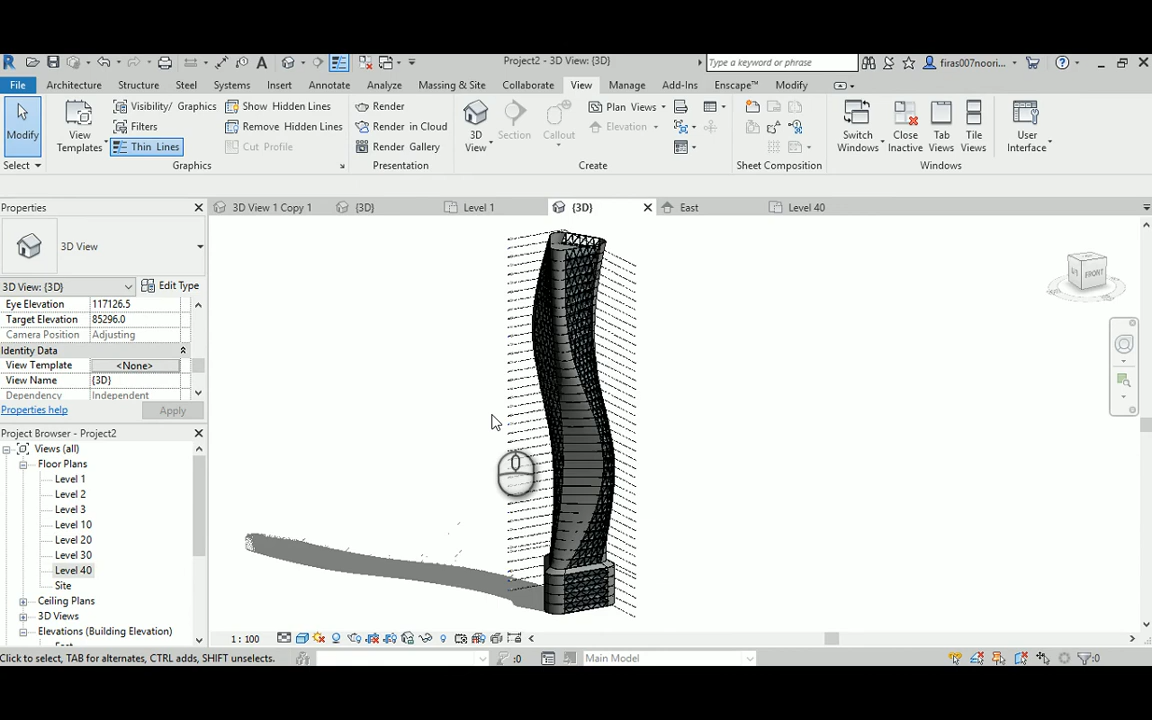 Project2 - 3D View: {3D}
Type a keyword or phrase
firas007noori...
File Architecture Structure Steel Systems Insert Annotate Analyze Massing & Site Collaborate View Manage Add-Ins Enscape™ Modify
Modify
View Templates
Visibility/ Graphics
Filters
Thin Lines
Show Hidden Lines
Remove Hidden Lines
Cut Profile
Render
Render in Cloud
Render Gallery
3D View
Section
Callout
Plan Views
Elevation
Switch Windows
Close Inactive
Tab Views
Tile Views
User Interface
Select Graphics Presentation Create Sheet Composition Windows
Properties
3D View 1 Copy 1 {3D} Level 1 {3D} East Level 40
3D View
3D View: {3D} Edit Type
Eye Elevation 117126.5
Target Elevation 85296.0
Camera Position Adjusting
Identity Data
View Template <None>
View Name {3D}
Dependency Independent
Properties help Apply
Project Browser - Project2
Views (all)
Floor Plans
Level 1
Level 2
Level 3
Level 10
Level 20
Level 30
Level 40
Site
Ceiling Plans
3D Views
Elevations (Building Elevation)
FRONT
1 : 100
Click to select, TAB for alternates, CTRL adds, SHIFT unselects.
:0
Main Model
:0